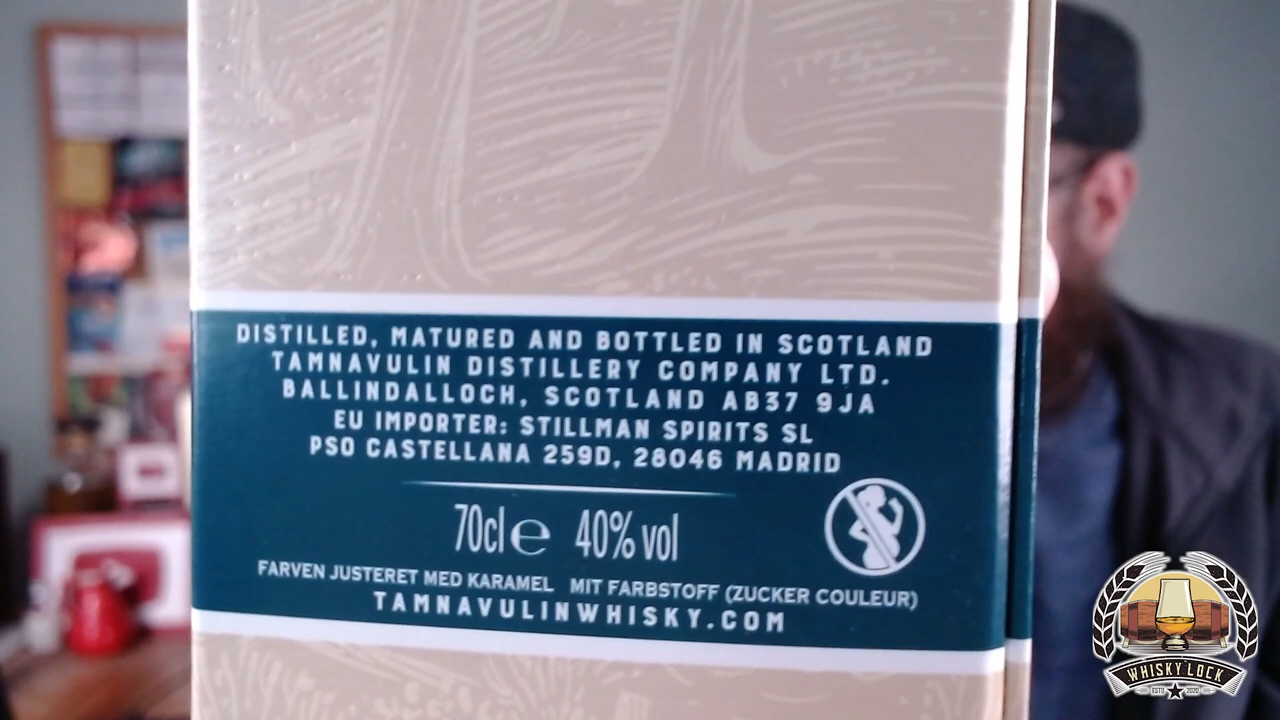 DISTILLED, MATURED AND BOTTLED IN SCOTLAND
TAMNAVULIN DISTILLERY COMPANY LTD.
BALLINDALLOCH, SCOTLAND AB37 9JA
EU IMPORTER: STILLMAN SPIRITS SL
PSO CASTELLANA 259D, 28046 MADRID
70cl e 40% vol
FARVEN JUSTERET MED KARAMEL MIT FARBSTOFF (ZUCKER COULEUR)
TAMNAVULINWHISKY.COM
WHISKY LOCK
ESTD 2020